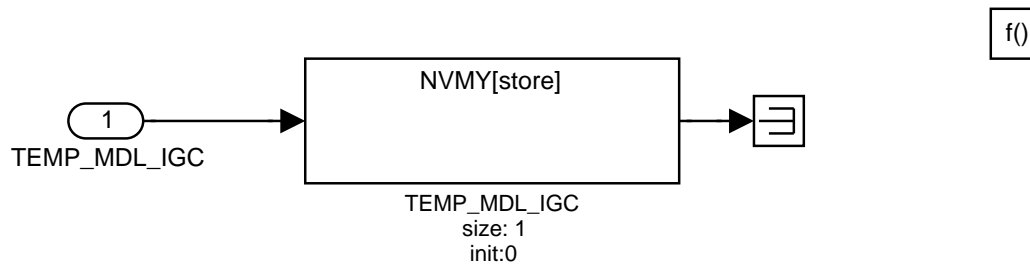 f()
NVMY[store]
1
TEMP_MDL_IGC
TEMP_MDL_IGC
size: 1
init:0